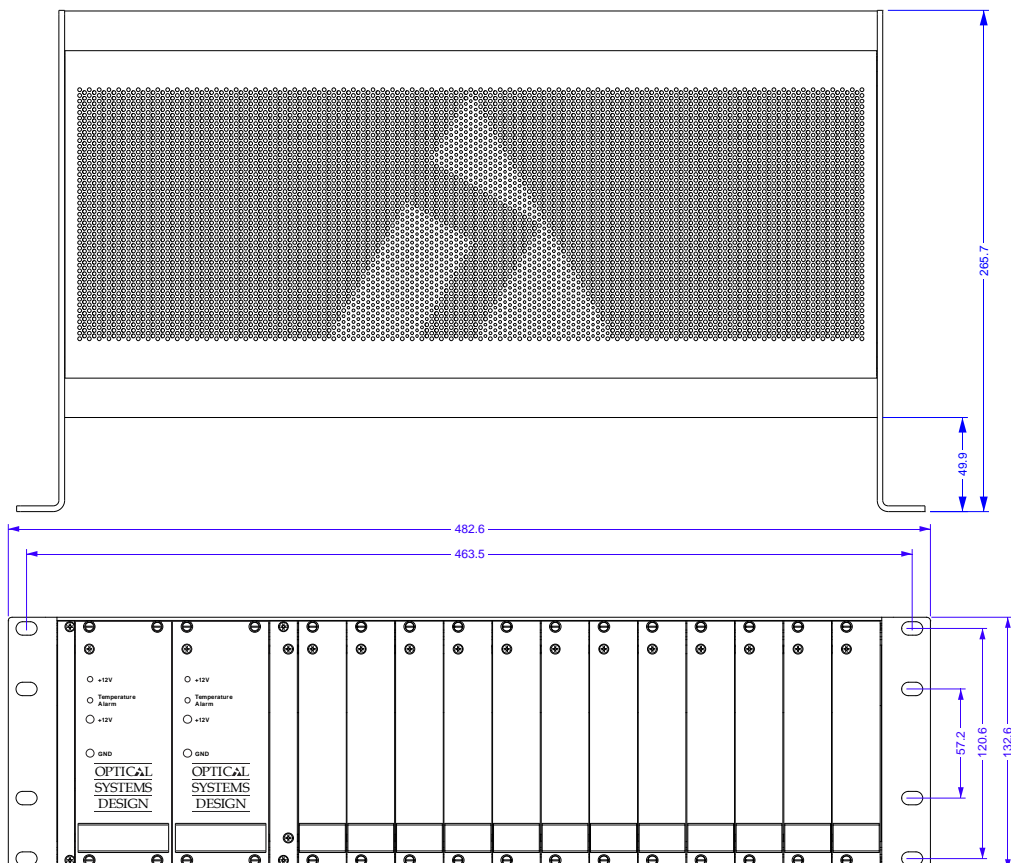 265.7
49.9
482.6
463.5
+12V
Temperature
Alarm
+12V
GND
OPTICAL
SYSTEMS
DESIGN
+12V
Temperature
Alarm
+12V
GND
OPTICAL
SYSTEMS
DESIGN
57.2
120.6
132.6